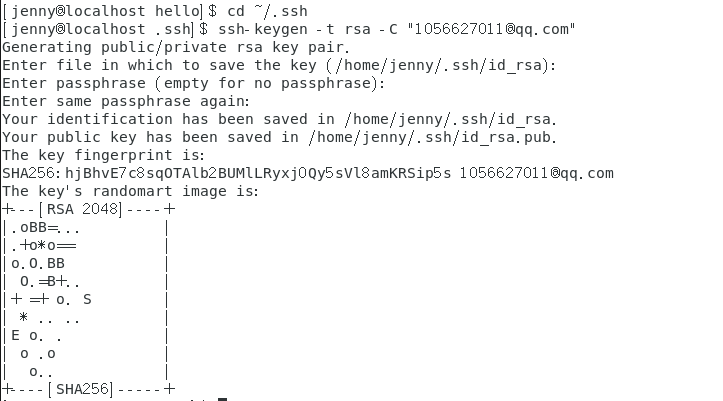 [jenny@localhost hello]$ cd ~/.ssh
[jenny@localhost .ssh]$ ssh-keygen -t rsa -C "1056627011@qq.com"
Generating public/private rsa key pair.
Enter file in which to save the key (/home/jenny/.ssh/id_rsa):
Enter passphrase (empty for no passphrase):
Enter same passphrase again:
Your identification has been saved in /home/jenny/.ssh/id_rsa.
Your public key has been saved in /home/jenny/.ssh/id_rsa.pub.
The key fingerprint is:
SHA256:hjBhvE7c8sqOTAlb2BUMlLRyxj0Qy5sVl8amKRSip5s 1056627011@qq.com
The key's randomart image is:
+---[RSA 2048]----+
|.oBB=...         |
|.+o*o==          |
|o.O.BB           |
| O.=B+..         |
|+ =+ o. S        |
| * .. ..         |
|E o. .           |
| o .o            |
|  o..            |
+----[SHA256]-----+